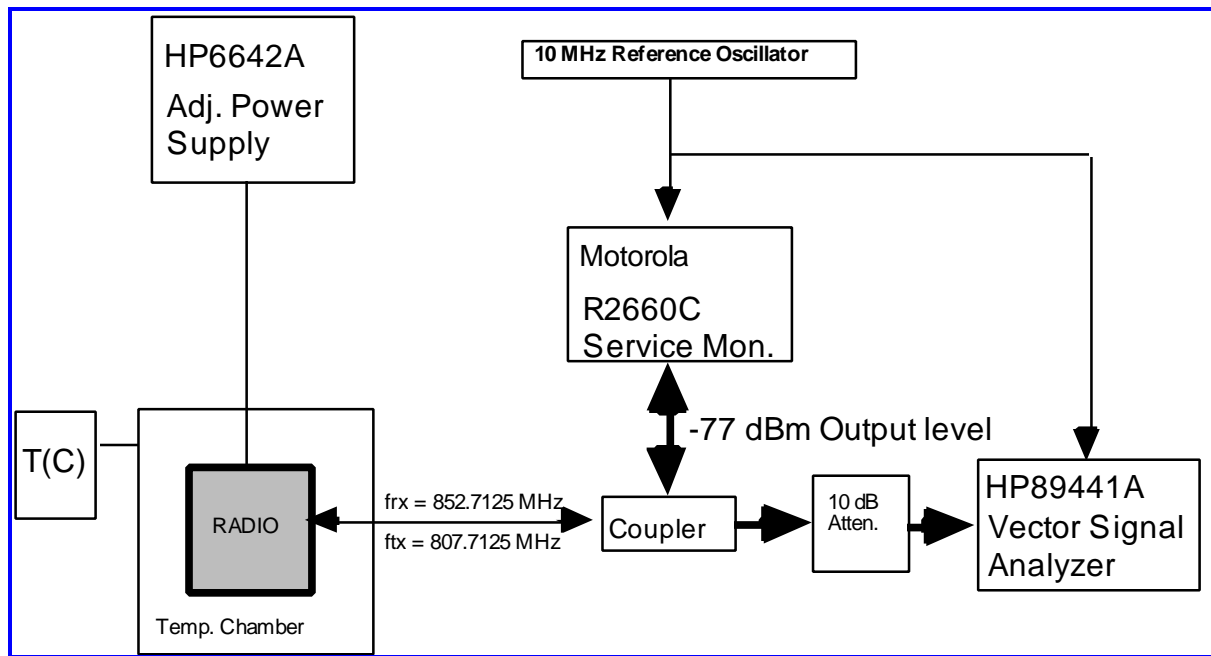 HP6642A
Adj. Power
Supply
10 MHz Reference Oscillator
Motorola
R2660C
Service Mon.
-77 dBm Output level
T(C)
RADIO
Temp. Chamber
frx = 852.7125 MHz
ftx = 807.7125 MHz
Coupler
10 dB
Atten.
HP89441A
Vector Signal
Analyzer